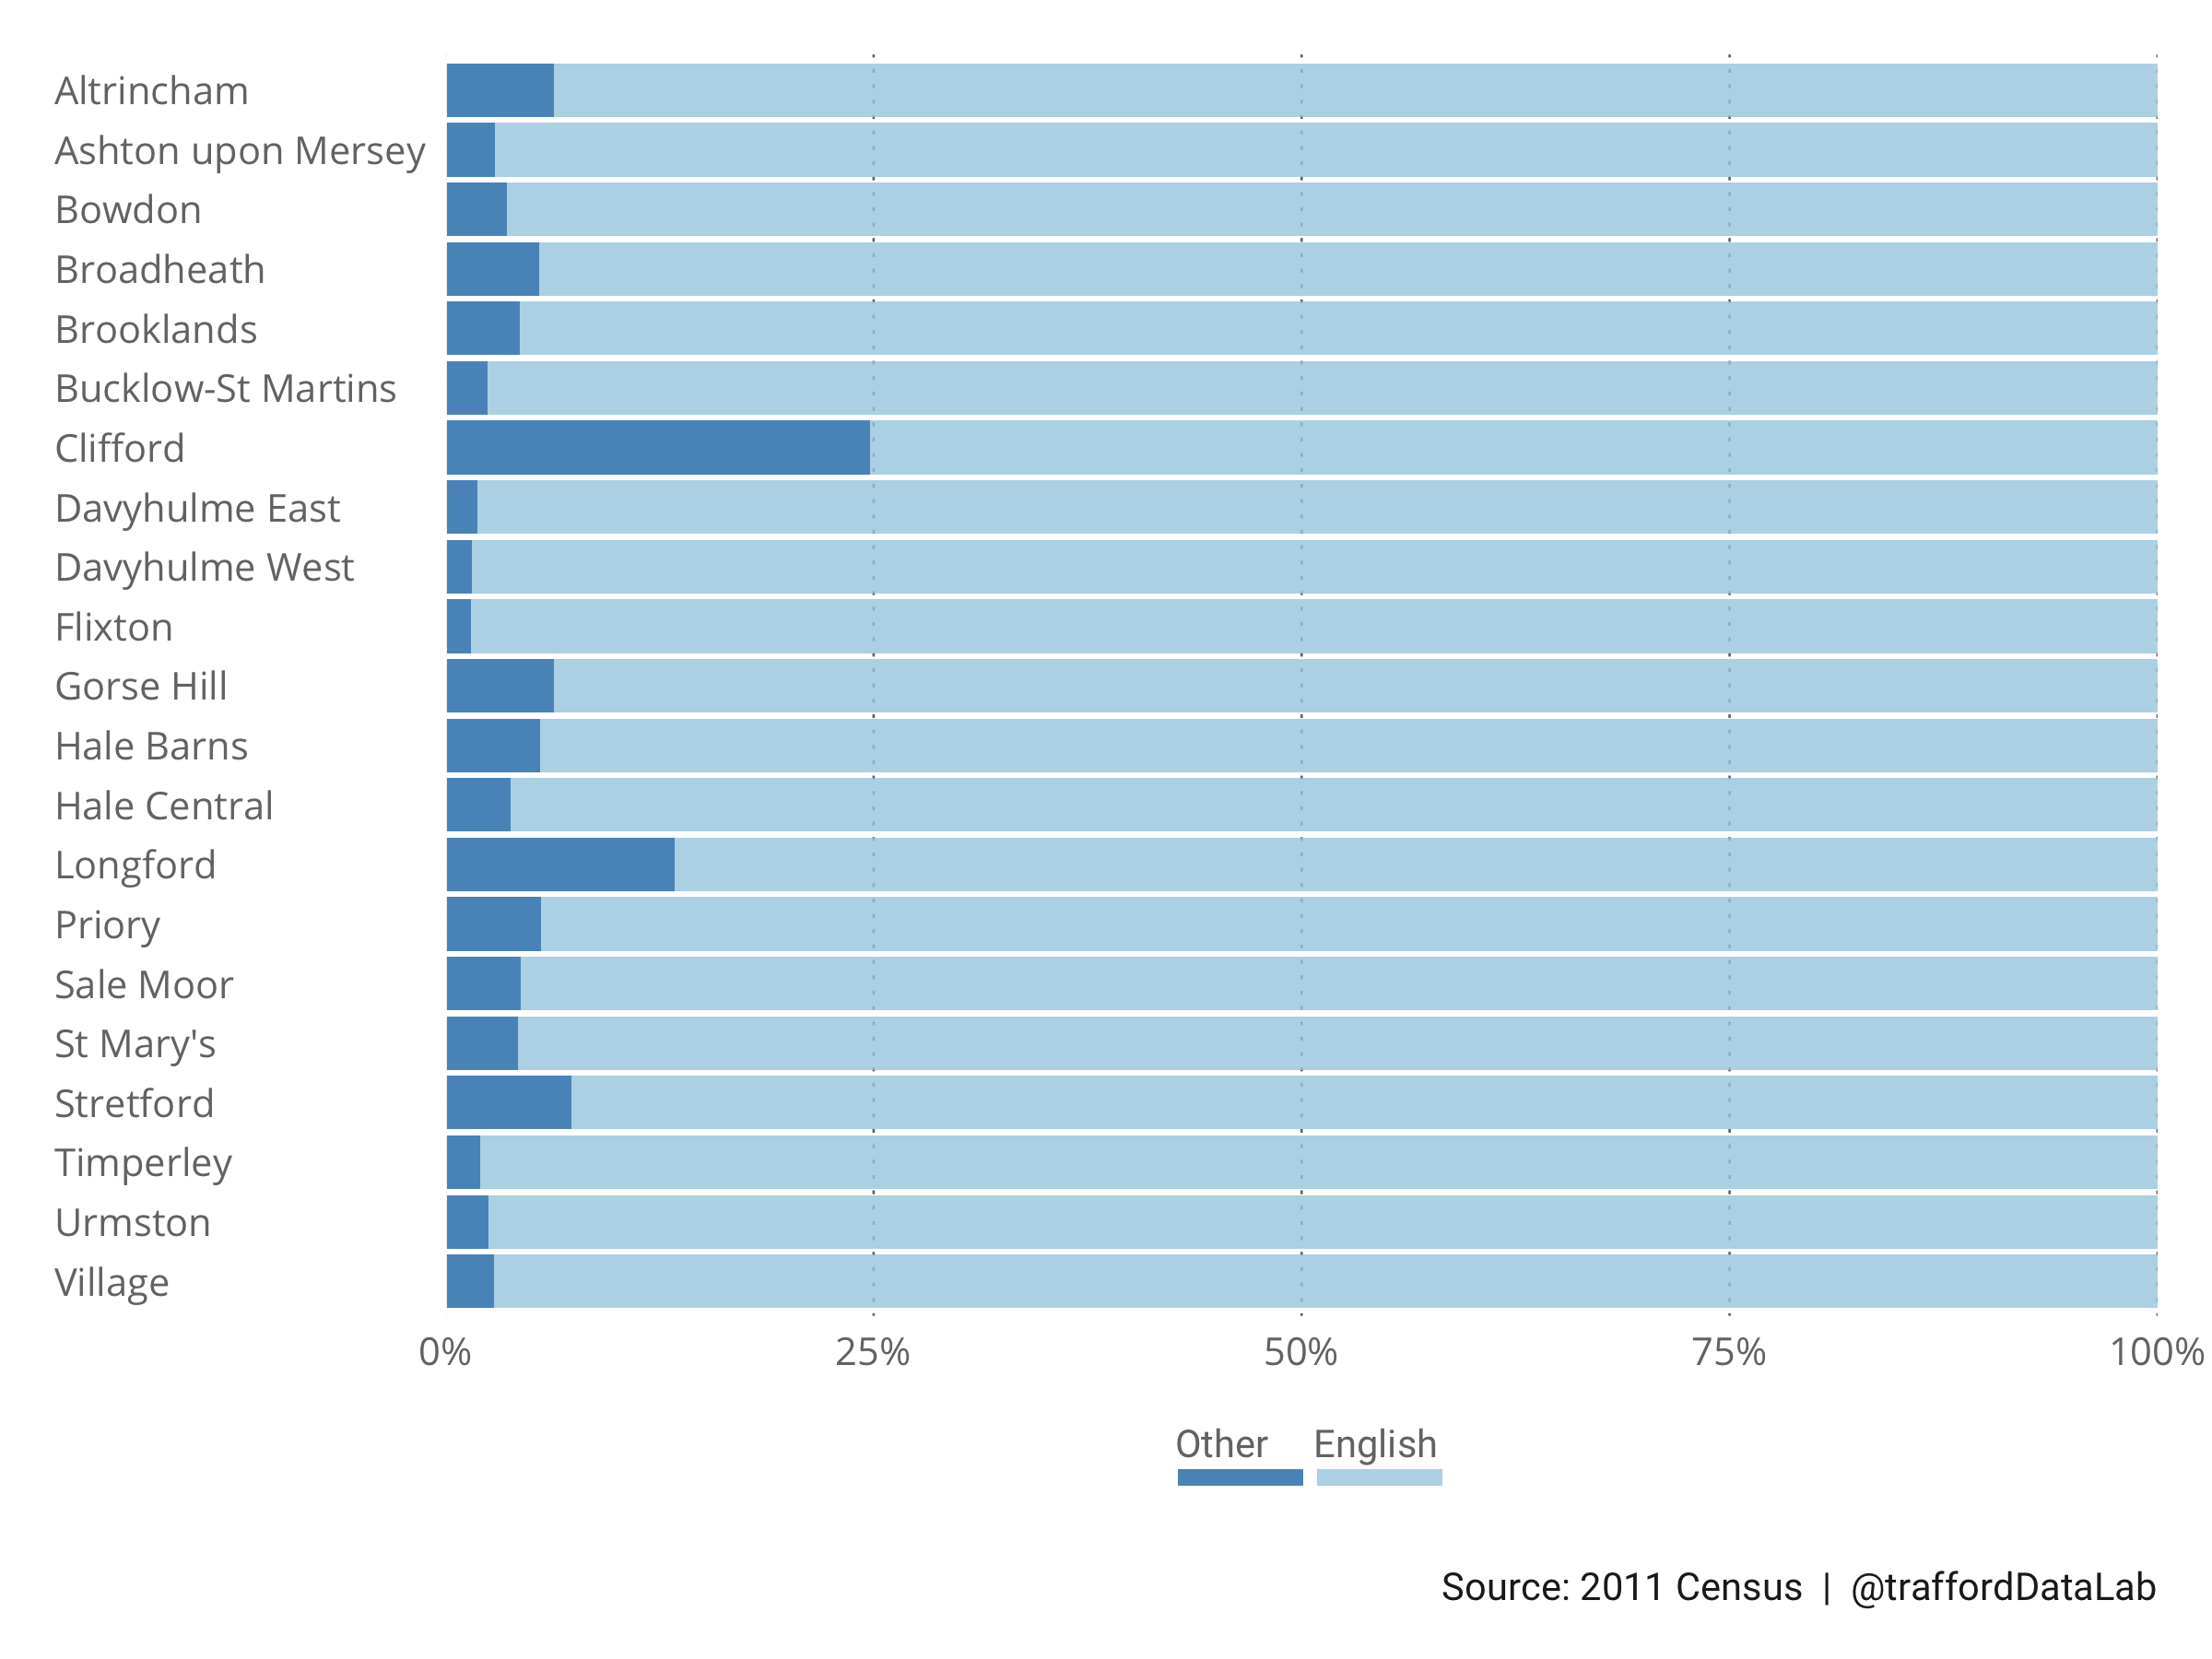 Altrincham
Ashton upon Mersey
Bowdon
Broadheath
Brooklands
Bucklow-St Martins
Clifford
Davyhulme East
Davyhulme West
Flixton
Gorse Hill
Hale Barns
Hale Central
Longford
Priory
Sale Moor
St Mary's
Stretford
Timperley
Urmston
Village
0% 25% 50% 75% 100%
Other English
Source: 2011 Census | @traffordDataLab